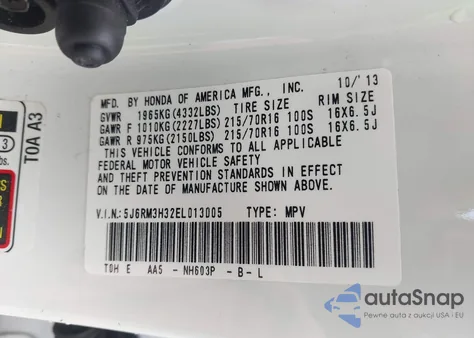 MFD. BY HONDA OF AMERICA MFG., INC. 10/'13
GVWR 1965KG(4332LBS) TIRE SIZE RIM SIZE
GAWR F 1010KG(2227LBS) 215/70R16 100S 16X6.5J
GAWR R 975KG(2150LBS) 215/70R16 100S 16X6.5J
THIS VEHICLE CONFORMS TO ALL APPLICABLE
FEDERAL MOTOR VEHICLE SAFETY
AND THEFT PREVENTION STANDARDS IN EFFECT
ON THE DATE OF MANUFACTURE SHOWN ABOVE.
V.I.N.:5J6RM3H32EL013005 TYPE: MPV
TDH E AA5 - NH603P - B - L
TOA A3
bs.
autoSnap
Pewne auta z aukcji USA i EU